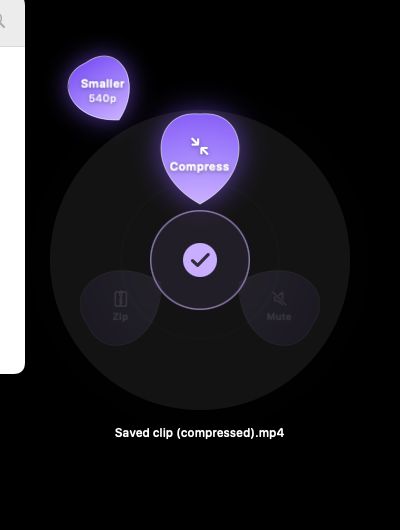 Smaller
540p
Compress
Zip
Mute
Saved clip (compressed).mp4